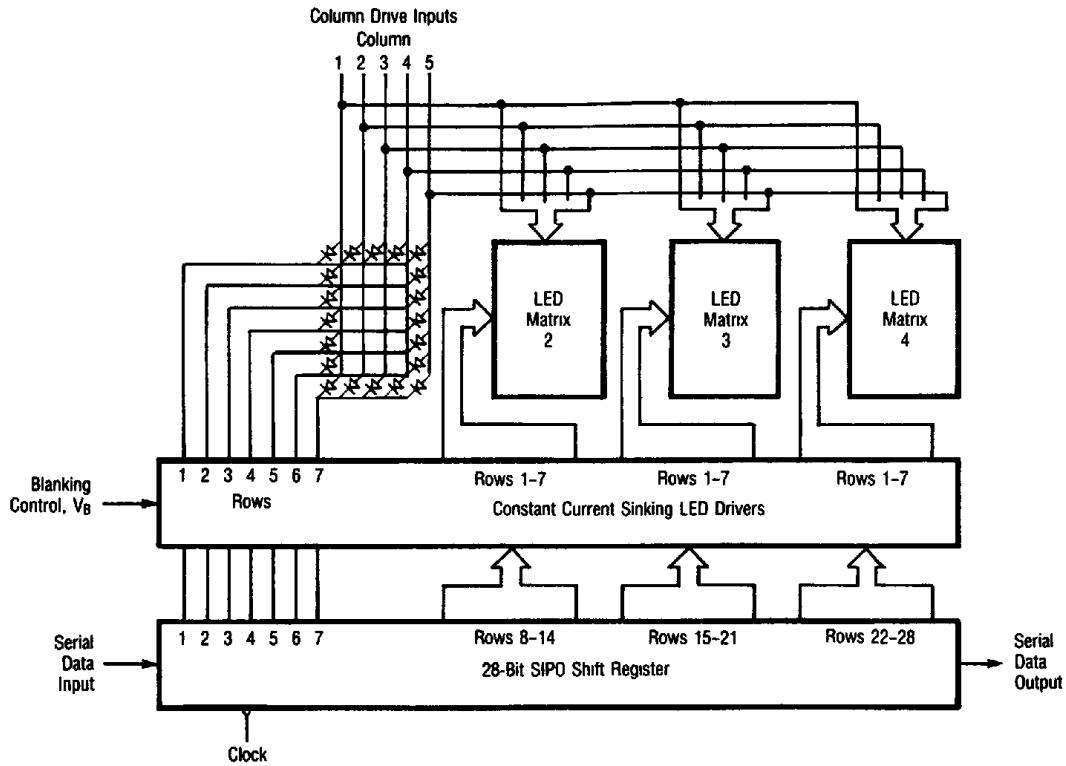 Column Drive Inputs
Column
1 2 3 4 5
LED
Matrix
2
LED
Matrix
3
LED
Matrix
4
1 2 3 4 5 6 7
Rows
Rows 1-7
Rows 1-7
Rows 1-7
Blanking
Control, VB
Constant Current Sinking LED Drivers
1 2 3 4 5 6 7
Rows 8-14
Rows 15-21
Rows 22-28
Serial
Data
Input
28-Bit SIPO Shift Register
Serial
Data
Output
Clock